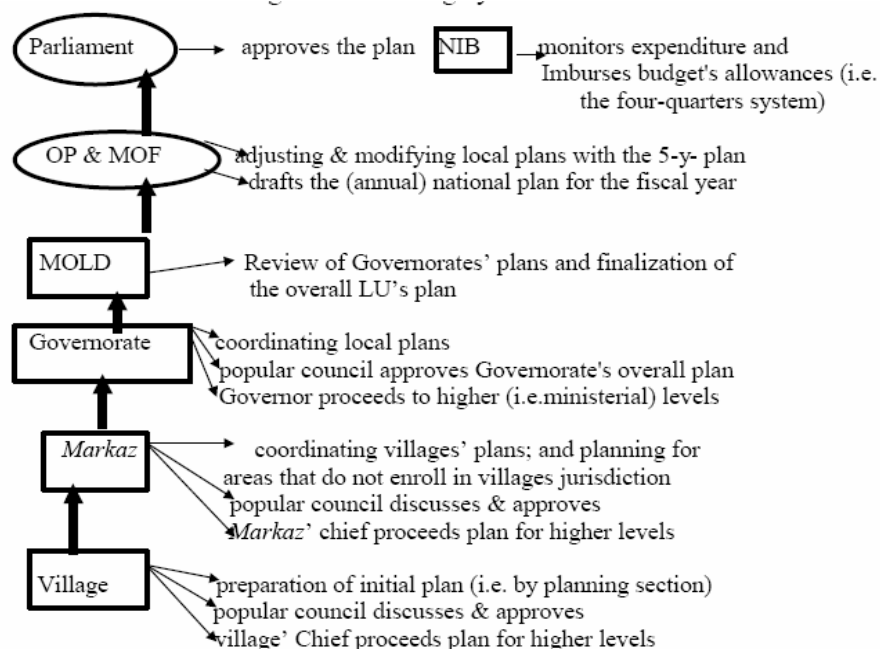 Parliament approves the plan NIB monitors expenditure and
Imburses budget's allowances (i.e.
the four-quarters system)
OP & MOF adjusting & modifying local plans with the 5-y- plan
drafts the (annual) national plan for the fiscal year
MOLD Review of Governorates' plans and finalization of
the overall LU's plan
Governorate coordinating local plans
popular council approves Governorate's overall plan
Governor proceeds to higher (i.e.ministerial) levels
Markaz coordinating villages' plans; and planning for
areas that do not enroll in villages jurisdiction
popular council discusses & approves
Markaz' chief proceeds plan for higher levels
Village preparation of initial plan (i.e. by planning section)
popular council discusses & approves
village' Chief proceeds plan for higher levels